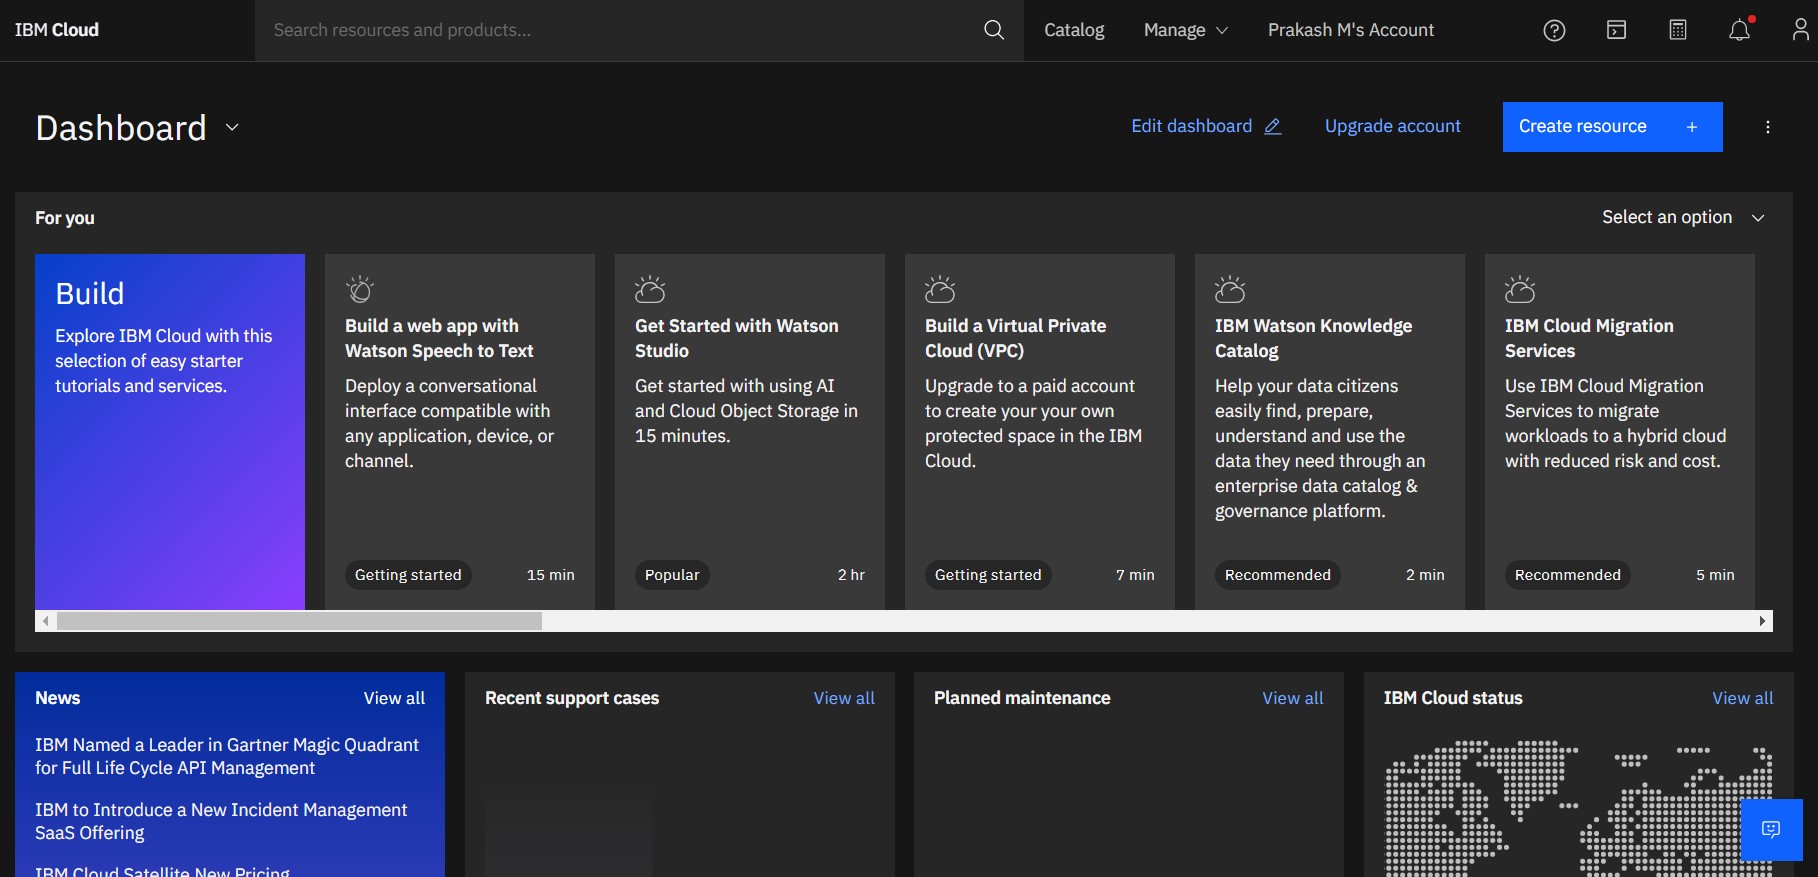 IBM Cloud
Search resources and products...
Catalog
Manage
Prakash M's Account
Dashboard
Edit dashboard
Upgrade account
Create resource +
For you
Select an option
Build
Explore IBM Cloud with this
selection of easy starter
tutorials and services.
Build a web app with
Watson Speech to Text
Deploy a conversational
interface compatible with
any application, device, or
channel.
Getting started
15 min
Get Started with Watson
Studio
Get started with using AI
and Cloud Object Storage in
15 minutes.
Popular
2 hr
Build a Virtual Private
Cloud (VPC)
Upgrade to a paid account
to create your your own
protected space in the IBM
Cloud.
Getting started
7 min
IBM Watson Knowledge
Catalog
Help your data citizens
easily find, prepare,
understand and use the
data they need through an
enterprise data catalog &
governance platform.
Recommended
2 min
IBM Cloud Migration
Services
Use IBM Cloud Migration
Services to migrate
workloads to a hybrid cloud
with reduced risk and cost.
Recommended
5 min
News
View all
IBM Named a Leader in Gartner Magic Quadrant
for Full Life Cycle API Management
IBM to Introduce a New Incident Management
SaaS Offering
IBM Cloud Satellite New Pricing
Recent support cases
View all
Planned maintenance
View all
IBM Cloud status
View all